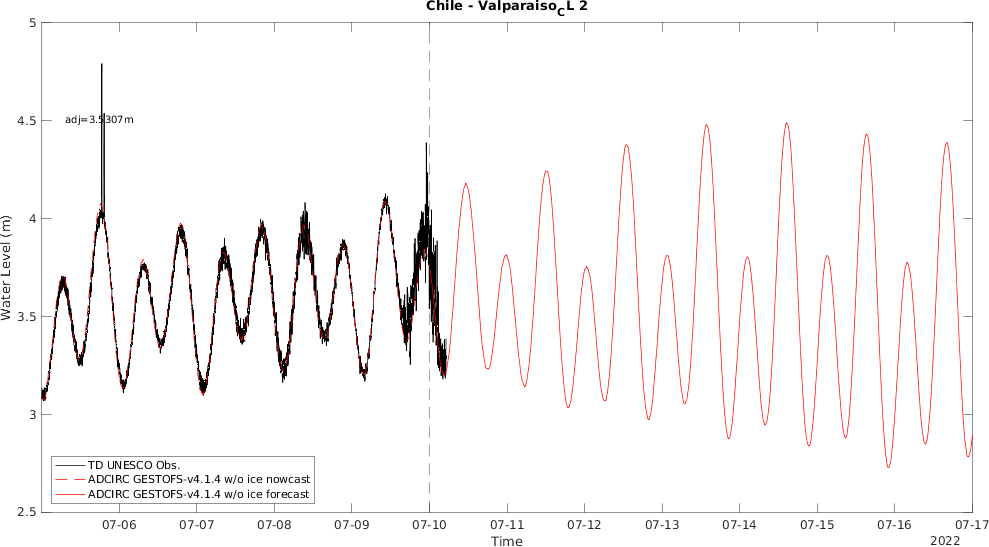 Chile - Valparaiso_CL 2
Water Level (m)
5
4.5
4
3.5
3
2.5
adj=3.5307m
TD UNESCO Obs.
ADCIRC GESTOFS-v4.1.4 w/o ice nowcast
ADCIRC GESTOFS-v4.1.4 w/o ice forecast
07-06 07-07 07-08 07-09 07-10 07-11 07-12 07-13 07-14 07-15 07-16 07-17
Time
2022